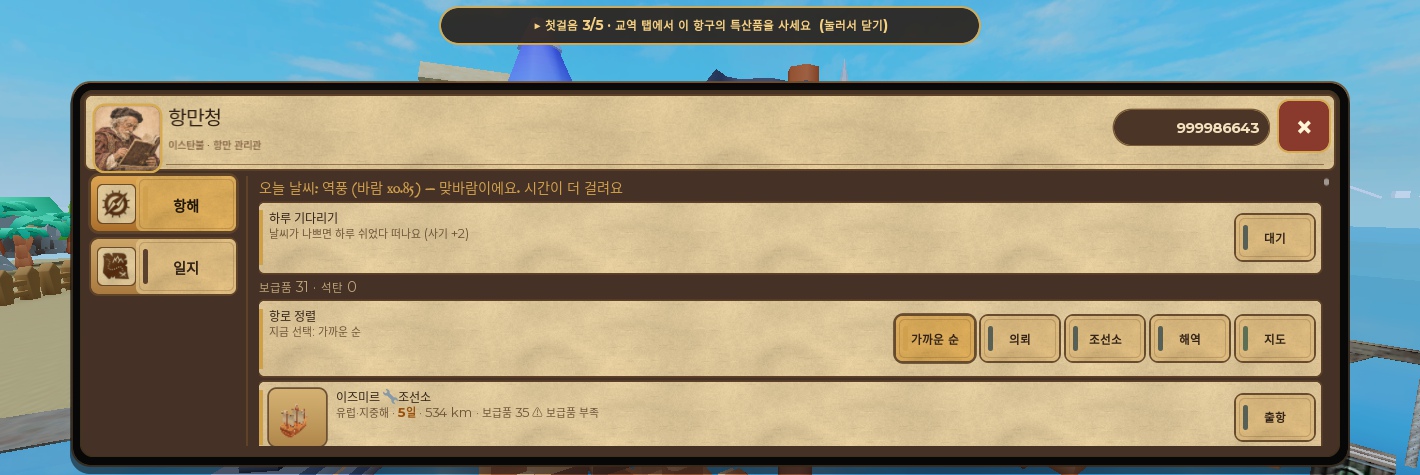 ▸ 첫걸음 3/5 · 교역 탭에서 이 항구의 특산품을 사세요 (눌러서 닫기)
항만청
이스탄불 · 항만 관리관
999986643
×
항해
일지
오늘 날씨: 역풍 (바람 x0.85) — 맞바람이에요. 시간이 더 걸려요
하루 기다리기
날씨가 나쁘면 하루 쉬었다 떠나요 (사기 +2)
대기
보급품 31 · 석탄 0
항로 정렬
지금 선택: 가까운 순
가까운 순
의뢰
조선소
해역
지도
이즈미르 🔧조선소
유럽·지중해 · 5일 · 534 km · 보급품 35 ⚠ 보급품 부족
출항